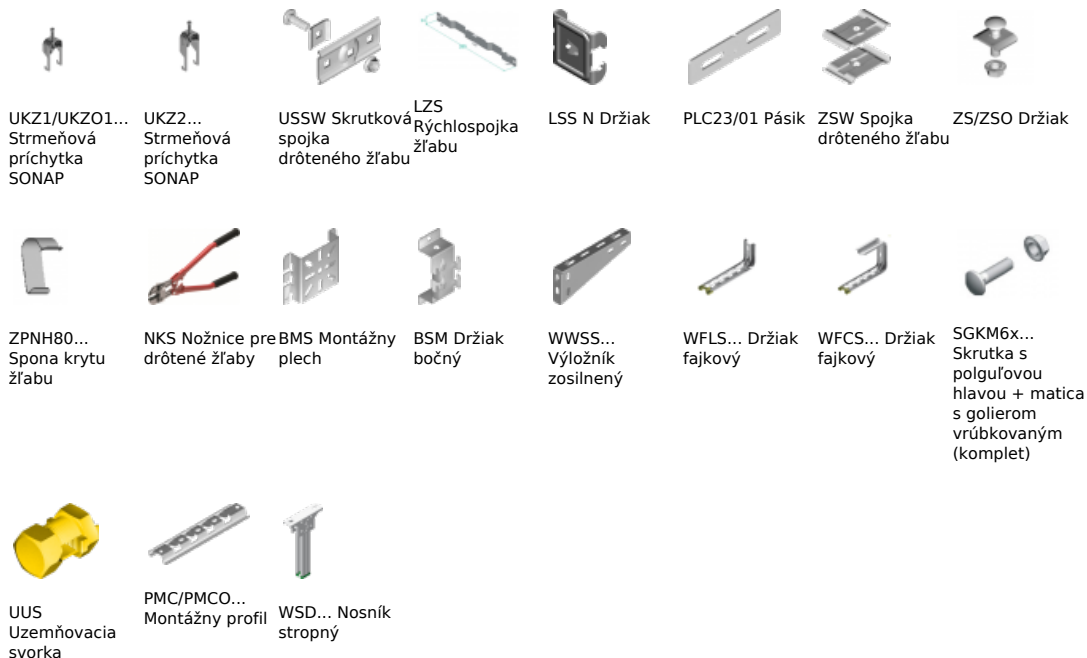 UKZ1/UKZO1...
Strmeňová
príchytka
SONAP
UKZ2...
Strmeňová
príchytka
SONAP
USSW Skrutková
spojka
drôteného žľabu
LZS
Rýchlospojka
žľabu
LSS N Držiak
PLC23/01 Pásik
ZSW Spojka
drôteného žľabu
ZS/ZSO Držiak
ZPNH80...
Spona krytu
žľabu
NKS Nožnice pre
drôtené žľaby
BMS Montážny
plech
BSM Držiak
bočný
WWSS...
Výložník
zosilnený
WFLS... Držiak
fajkový
WFCS... Držiak
fajkový
SGKM6x...
Skrutka s
polguľovou
hlavou + matica
s golierom
vrúbkovaným
(komplet)
UUS
Uzemňovacia
svorka
PMC/PMCO...
Montážny profil
WSD... Nosník
stropný